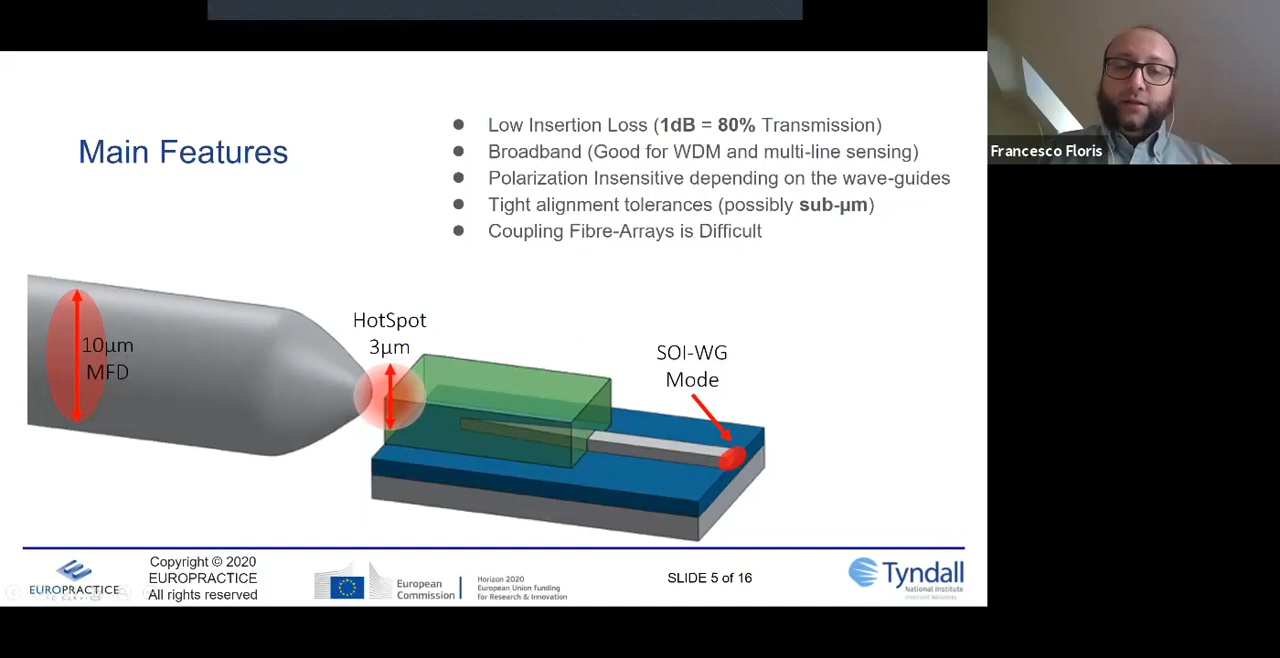 Main Features
Low Insertion Loss (1dB = 80% Transmission)
Broadband (Good for WDM and multi-line sensing)
Polarization Insensitive depending on the wave-guides
Tight alignment tolerances (possibly sub-µm)
Coupling Fibre-Arrays is Difficult
Francesco Floris
10µm
MFD
HotSpot
3µm
SOI-WG
Mode
EUROPRACTICE
Copyright © 2020
EUROPRACTICE
All rights reserved
European
Commission
Horizon 2020
European Union funding
for Research & Innovation
SLIDE 5 of 16
Tyndall
National Institute